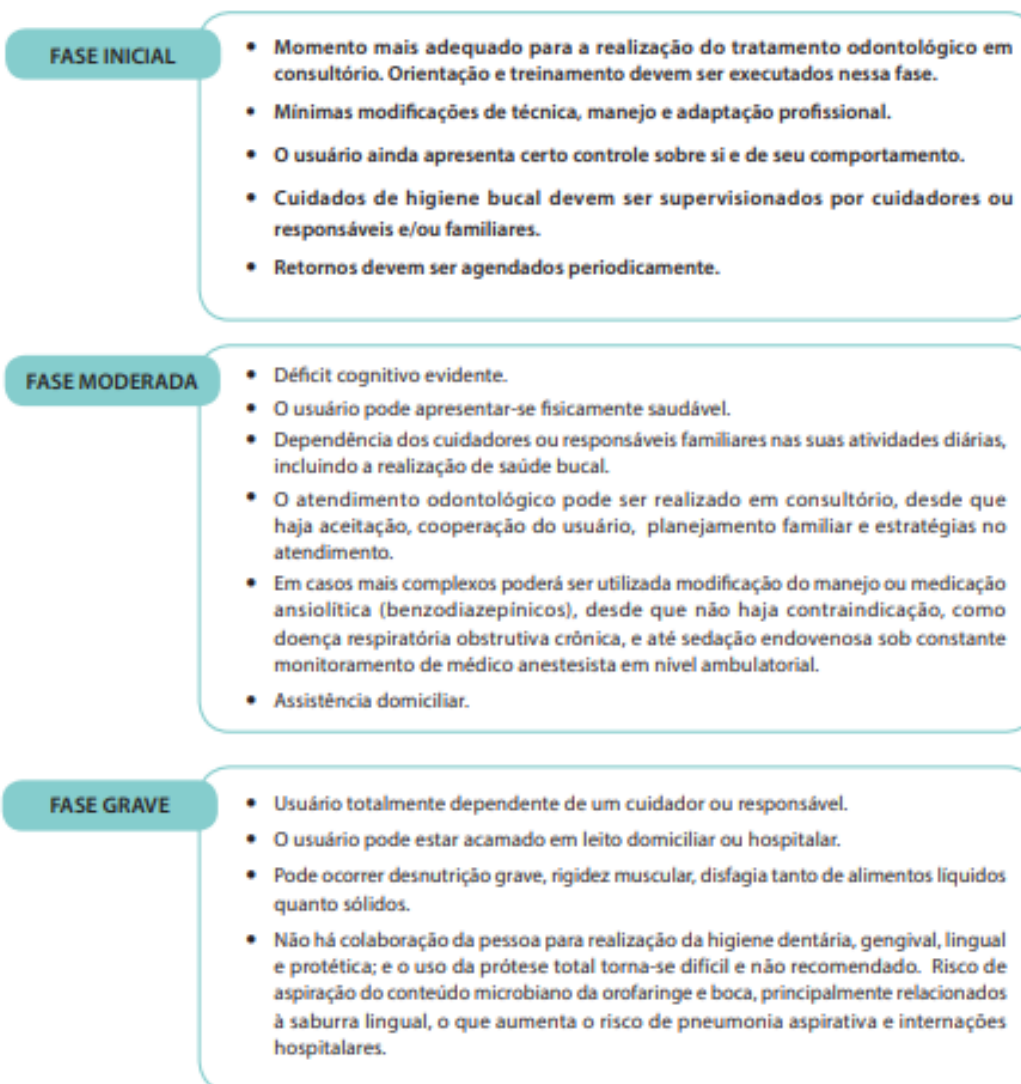 FASE INICIAL
• Momento mais adequado para a realização do tratamento odontológico em
consultório. Orientação e treinamento devem ser executados nessa fase.
• Mínimas modificações de técnica, manejo e adaptação profissional.
• O usuário ainda apresenta certo controle sobre si e de seu comportamento.
• Cuidados de higiene bucal devem ser supervisionados por cuidadores ou
responsáveis e/ou familiares.
• Retornos devem ser agendados periodicamente.
FASE MODERADA
• Déficit cognitivo evidente.
• O usuário pode apresentar-se fisicamente saudável.
• Dependência dos cuidadores ou responsáveis familiares nas suas atividades diárias,
incluindo a realização de saúde bucal.
• O atendimento odontológico pode ser realizado em consultório, desde que
haja aceitação, cooperação do usuário, planejamento familiar e estratégias no
atendimento.
• Em casos mais complexos poderá ser utilizada modificação do manejo ou medicação
ansiolítica (benzodiazepínicos), desde que não haja contraindicação, como
doença respiratória obstrutiva crônica, e até sedação endovenosa sob constante
monitoramento de médico anestesista em nível ambulatorial.
• Assistência domiciliar.
FASE GRAVE
• Usuário totalmente dependente de um cuidador ou responsável.
• O usuário pode estar acamado em leito domiciliar ou hospitalar.
• Pode ocorrer desnutrição grave, rigidez muscular, disfagia tanto de alimentos líquidos
quanto sólidos.
• Não há colaboração da pessoa para realização da higiene dentária, gengival, lingual
e protética; e o uso da prótese total torna-se difícil e não recomendado. Risco de
aspiração do conteúdo microbiano da orofaringe e boca, principalmente relacionados
à saburra lingual, o que aumenta o risco de pneumonia aspirativa e internações
hospitalares.